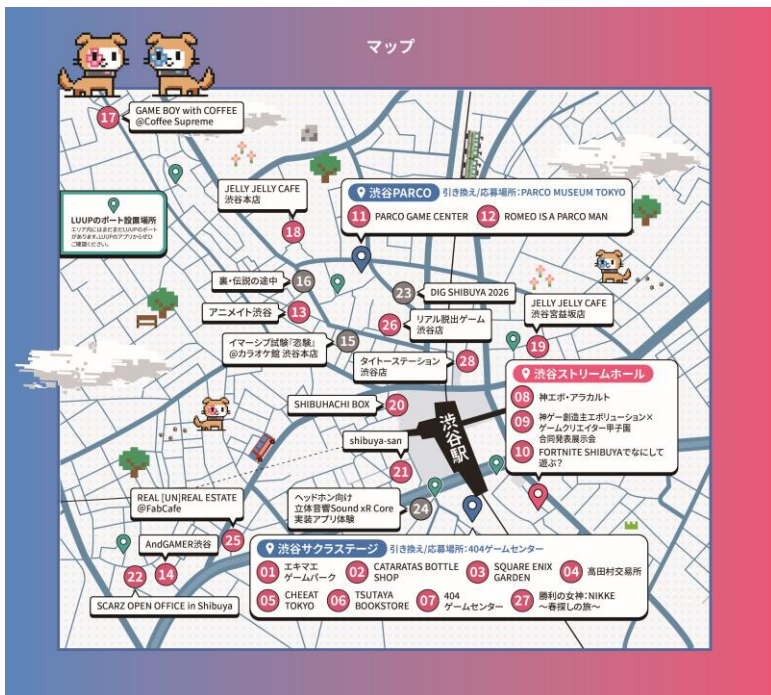 マップ
17
GAME BOY with COFFEE
@Coffee Supreme
JELLY JELLY CAFE
渋谷本店
18
渋谷PARCO 引き換え/応募場所：PARCO MUSEUM TOKYO
11 PARCO GAME CENTER 12 ROMEO IS A PARCO MAN
LUUPのポート設置場所
エリア内にはまだまだLUUPのポート
があります。LUUPのアプリからぜひ
ご確認ください。
裏・伝説の途中 16
23 DIG SHIBUYA 2026
アニメイト渋谷 13
26 リアル脱出ゲーム
渋谷店
JELLY JELLY CAFE
渋谷宮益坂店
19
イマーシブ試験『恣験』
@カラオケ館 渋谷本店
15
タイトーステーション
渋谷店
28
渋谷ストリームホール
08 神エボ・アラカルト
09 神ゲー創造主エボリューション×
ゲームクリエイター甲子園
合同発表展示会
10 FORTNITE SHIBUYAでなにして
遊ぶ？
SHIBUHACHI BOX 20
渋谷駅
shibuya-san
21
ヘッドホン向け
立体音響Sound xR Core
実装アプリ体験
24
REAL [UN]REAL ESTATE
@FabCafe
25
AndGAMER渋谷
14
22
SCARZ OPEN OFFICE in Shibuya
渋谷サクラステージ 引き換え/応募場所：404ゲームセンター
01 エキマエ
ゲームパーク
02 CATARATAS BOTTLE
SHOP
03 SQUARE ENIX
GARDEN
04 高田村交易所
05 CHEEAT
TOKYO
06 TSUTAYA
BOOKSTORE
07 404
ゲームセンター
27 勝利の女神：NIKKE
〜春探しの旅〜